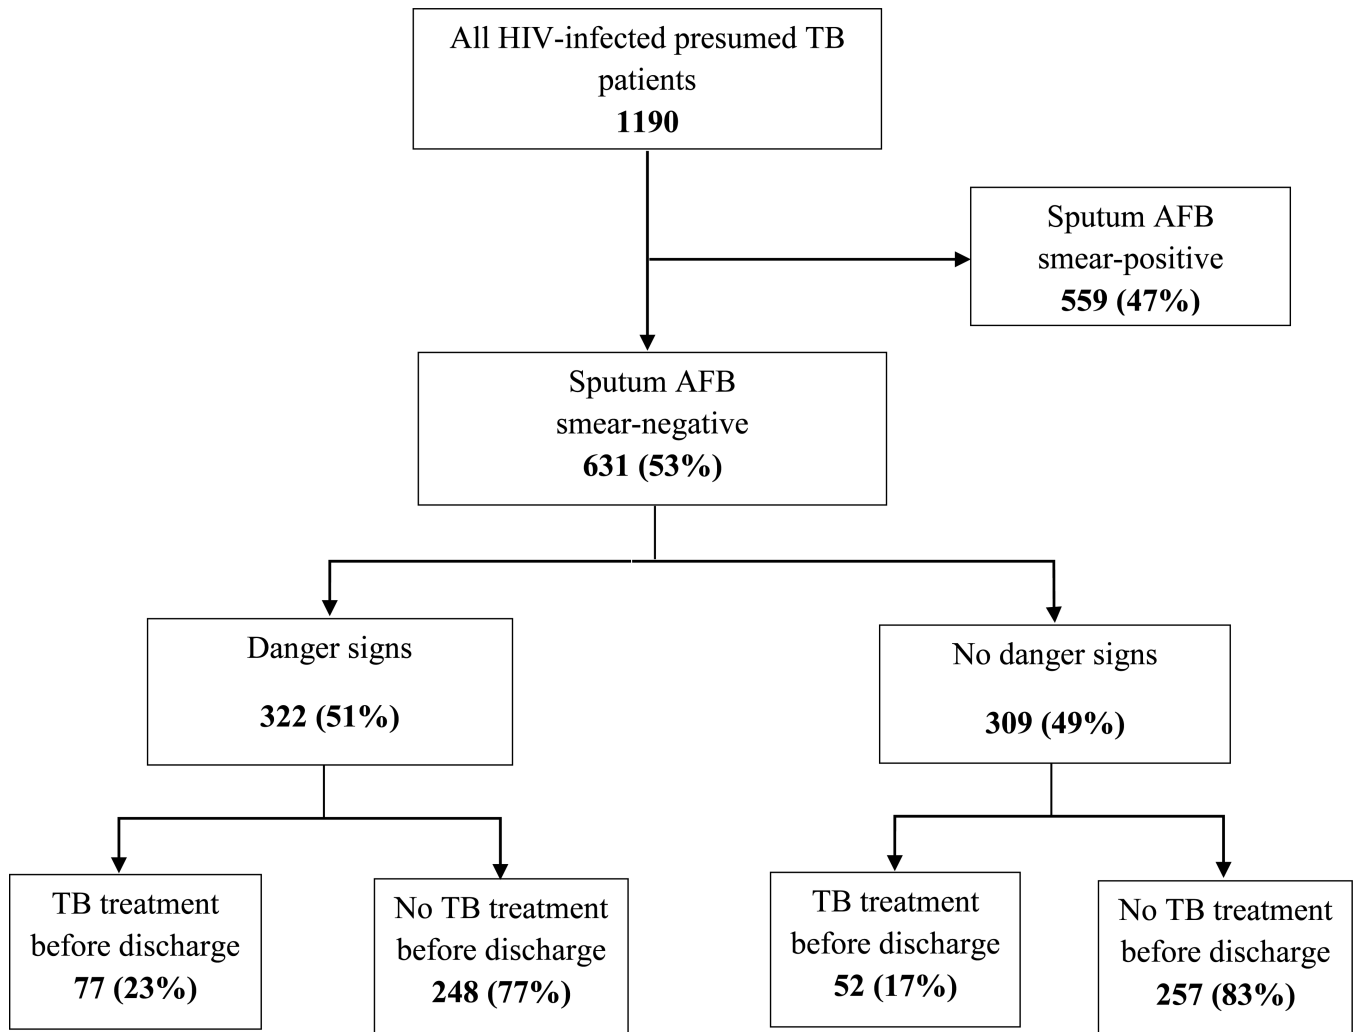 All HIV-infected presumed TB
patients
1190
Sputum AFB
smear-positive
559 (47%)
Sputum AFB
smear-negative
631 (53%)
Danger signs
322 (51%)
No danger signs
309 (49%)
TB treatment
before discharge
77 (23%)
No TB treatment
before discharge
248 (77%)
TB treatment
before discharge
52 (17%)
No TB treatment
before discharge
257 (83%)